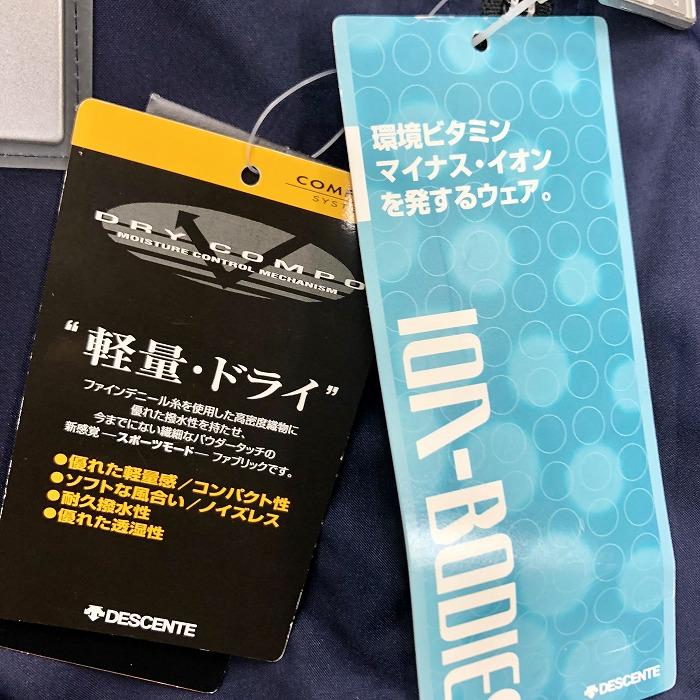 COMP
SYST
DRY COMPO
MOISTURE CONTROL MECHANISM
“軽量・ドライ”
ファインデニール糸を使用した高密度織物に
優れた撥水性を持たせ、
今までにない繊細なパウダータッチの
新感覚―スポーツモード―ファブリックです。
●優れた軽量感/コンパクト性
●ソフトな風合い/ノイズレス
●耐久撥水性
●優れた透湿性
DESCENTE
環境ビタミン
マイナス・イオン
を発するウェア。
ION-BODIES
DESCENTE